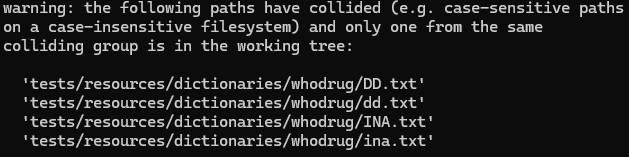 warning: the following paths have collided (e.g. case-sensitive paths
on a case-insensitive filesystem) and only one from the same
colliding group is in the working tree:
'tests/resources/dictionaries/whodrug/DD.txt'
'tests/resources/dictionaries/whodrug/dd.txt'
'tests/resources/dictionaries/whodrug/INA.txt'
'tests/resources/dictionaries/whodrug/ina.txt'